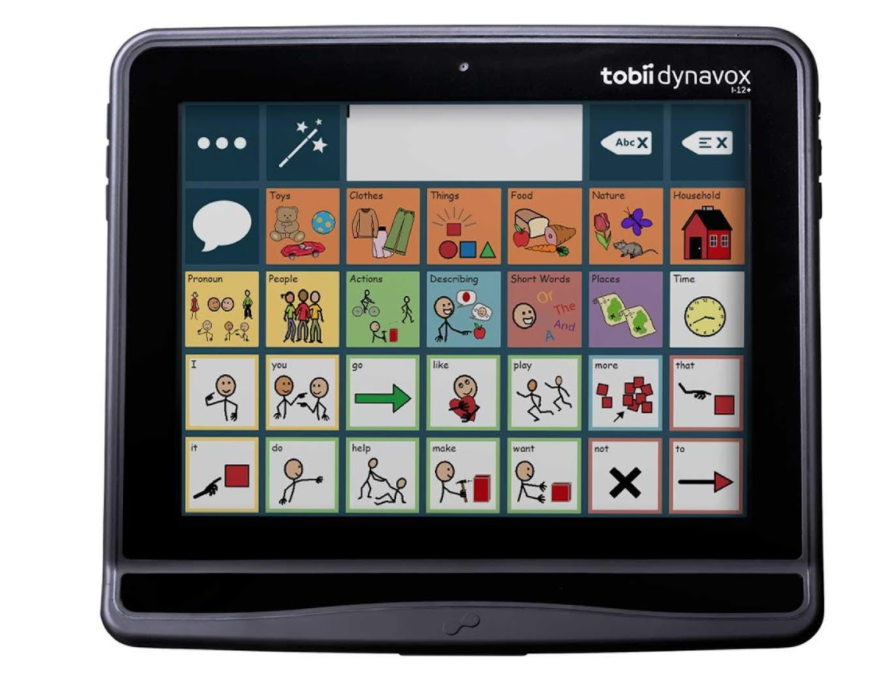 tobii dynavox
I-12+
Abc X
X
Toys
Clothes
Things
Food
Nature
Household
Pronoun
People
Actions
Describing
Short Words
Or
The
And
A
Places
Time
I
you
go
like
play
more
that
it
do
help
make
want
not
to